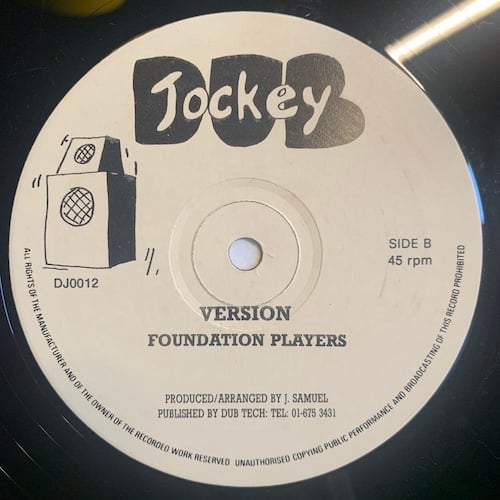 DUB
Jockey
SIDE B
45 rpm
DJ0012
VERSION
FOUNDATION PLAYERS
PRODUCED/ARRANGED BY J. SAMUEL
PUBLISHED BY DUB TECH: TEL: 01-675 3431
ALL RIGHTS OF THE MANUFACTURER AND OF THE OWNER OF THE RECORDED WORK RESERVED UNAUTHORISED COPYING PUBLIC PERFORMANCE AND BROADCASTING OF THIS RECORD PROHIBITED